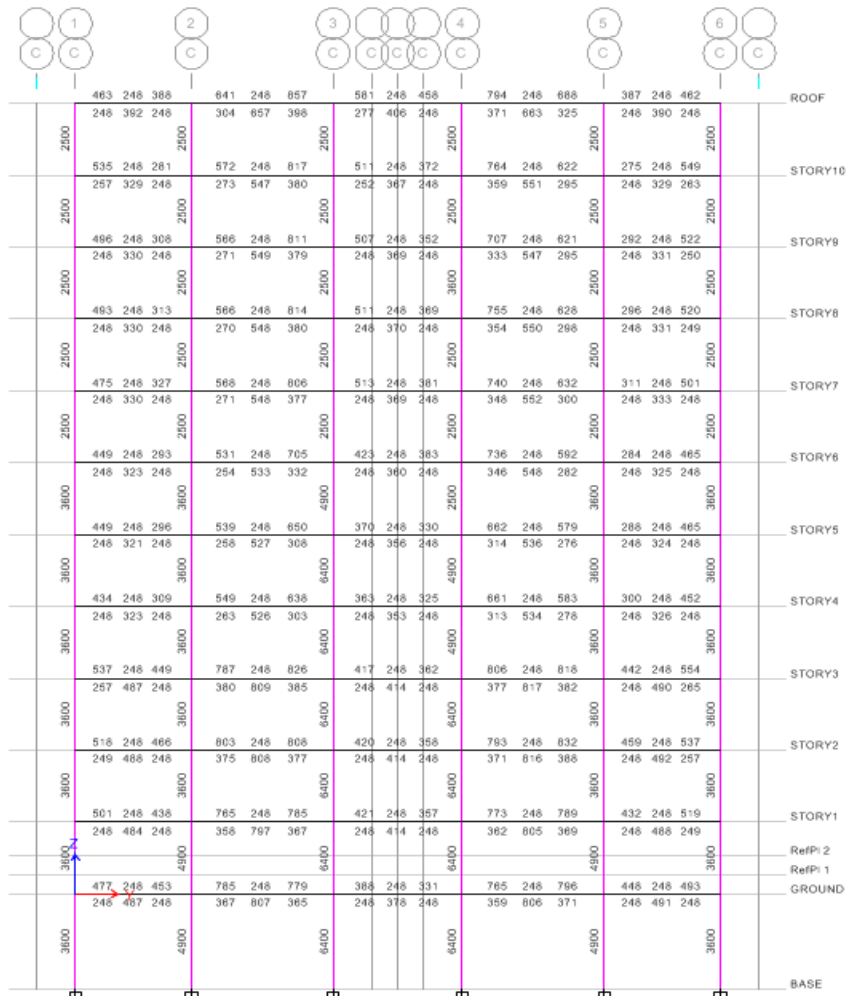 1 2 3 4 5 6
C C C C C C C C C C C
463 248 388 641 248 857 581 248 458 794 248 688 387 248 462
ROOF
248 392 248 304 657 398 277 406 248 371 663 325 248 390 248
2500 2500 2500 2500 2500 2500
535 248 281 572 248 817 511 248 372 764 248 622 275 248 549
STORY10
257 329 248 273 547 380 252 367 248 359 551 295 248 329 263
2500 2500 2500 2500 2500 2500
496 248 308 566 248 811 507 248 352 707 248 621 292 248 522
STORY9
248 330 248 271 549 379 248 369 248 333 547 295 248 331 250
2500 2500 2500 3600 2500 2500
493 248 313 566 248 814 511 248 369 755 248 628 296 248 520
STORY8
248 330 248 270 548 380 248 370 248 354 550 298 248 331 249
2500 2500 2500 2500 2500 2500
475 248 327 568 248 806 513 248 381 740 248 632 311 248 501
STORY7
248 330 248 271 548 377 248 369 248 348 552 300 248 333 248
2500 2500 2500 2500 2500 2500
449 248 293 531 248 705 423 248 383 736 248 592 284 248 465
STORY6
248 323 248 254 533 332 248 360 248 346 548 282 248 325 248
3600 3600 4900 2500 3600 3600
449 248 296 539 248 650 370 248 330 662 248 579 288 248 465
STORY5
248 321 248 258 527 308 248 356 248 314 536 276 248 324 248
3600 3600 6400 4900 3600 3600
434 248 309 549 248 638 363 248 325 661 248 583 300 248 452
STORY4
248 323 248 263 526 303 248 353 248 313 534 278 248 326 248
3600 3600 6400 4900 3600 3600
537 248 449 787 248 826 417 248 362 806 248 818 442 248 554
STORY3
257 487 248 380 809 385 248 414 248 377 817 382 248 490 265
3600 3600 6400 6400 3600 3600
518 248 466 803 248 808 420 248 358 793 248 832 459 248 537
STORY2
249 488 248 375 808 377 248 414 248 371 816 388 248 492 257
3600 3600 6400 6400 3600 3600
501 248 438 765 248 785 421 248 357 773 248 789 432 248 519
STORY1
248 484 248 358 797 367 248 414 248 362 805 369 248 488 249
Z
3600 4900 6400 6400 4900 3600
RefPl 2
RefPl 1
477 248 453 785 248 779 388 248 331 765 248 796 448 248 493
GROUND
Y
248 487 248 367 807 365 248 378 248 359 806 371 248 491 248
3600 4900 6400 6400 4900 3600
BASE